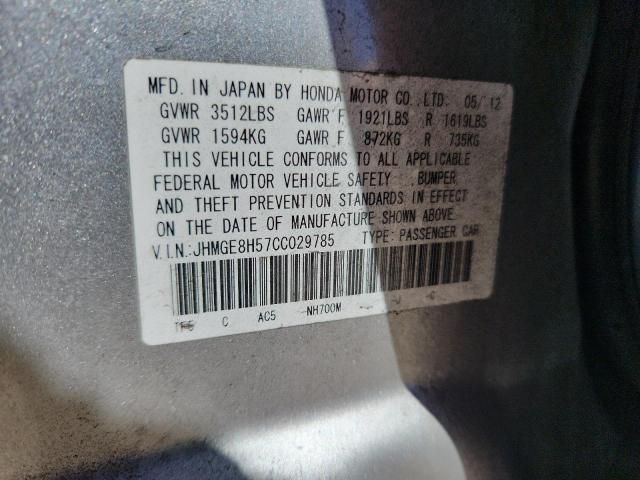 MFD. IN JAPAN BY HONDA MOTOR CO., LTD. 05/12
GVWR 3512LBS GAWR F 1921LBS R 1619LBS
GVWR 1594KG GAWR F 872KG R 735KG
THIS VEHICLE CONFORMS TO ALL APPLICABLE
FEDERAL MOTOR VEHICLE SAFETY, BUMPER
AND THEFT PREVENTION STANDARDS IN EFFECT
ON THE DATE OF MANUFACTURE SHOWN ABOVE.
V.I.N.: JHMGE8H57CC029785 TYPE: PASSENGER CAR
C AC5 NH700M J U